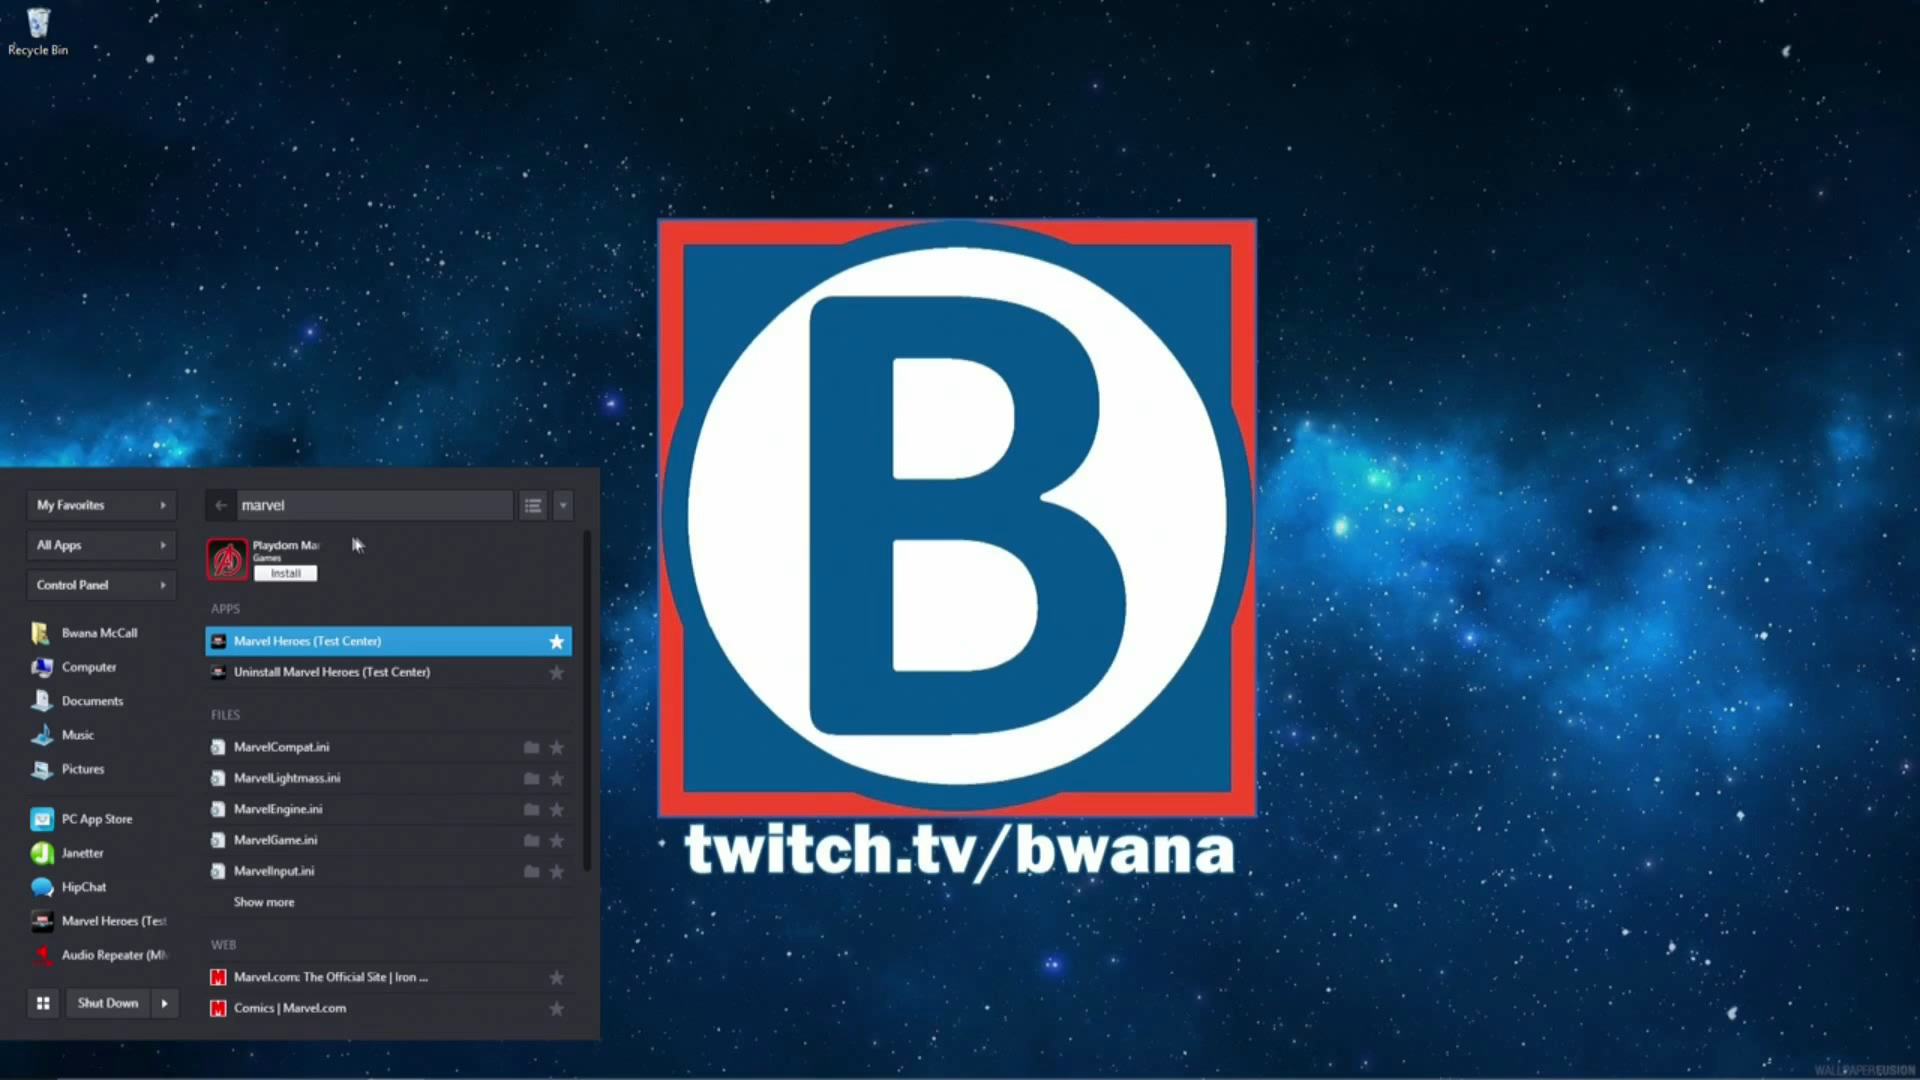 Recycle Bin
B
twitch.tv/bwana
My Favorites
All Apps
Control Panel
Bwana McCall
Computer
Documents
Music
Pictures
PC App Store
Janetter
HipChat
Marvel Heroes (Test
Audio Repeater (M
Shut Down
marvel
Playdom Mar
Games
Install
APPS
Marvel Heroes (Test Center)
Uninstall Marvel Heroes (Test Center)
FILES
MarvelCompat.ini
MarvelLightmass.ini
MarvelEngine.ini
MarvelGame.ini
MarvelInput.ini
Show more
WEB
Marvel.com: The Official Site | Iron ...
Comics | Marvel.com
WALLPAPERFUSION